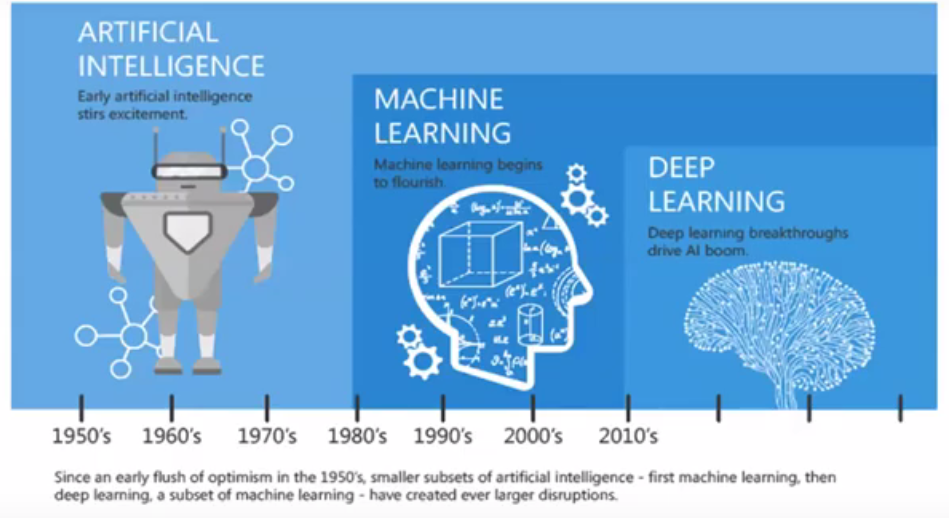 ARTIFICIAL
INTELLIGENCE
Early artificial intelligence
stirs excitement.
MACHINE
LEARNING
Machine learning begins
to flourish.
DEEP
LEARNING
Deep learning breakthroughs
drive AI boom.
1950's 1960's 1970's 1980's 1990's 2000's 2010's
Since an early flush of optimism in the 1950's, smaller subsets of artificial intelligence - first machine learning, then
deep learning, a subset of machine learning - have created ever larger disruptions.